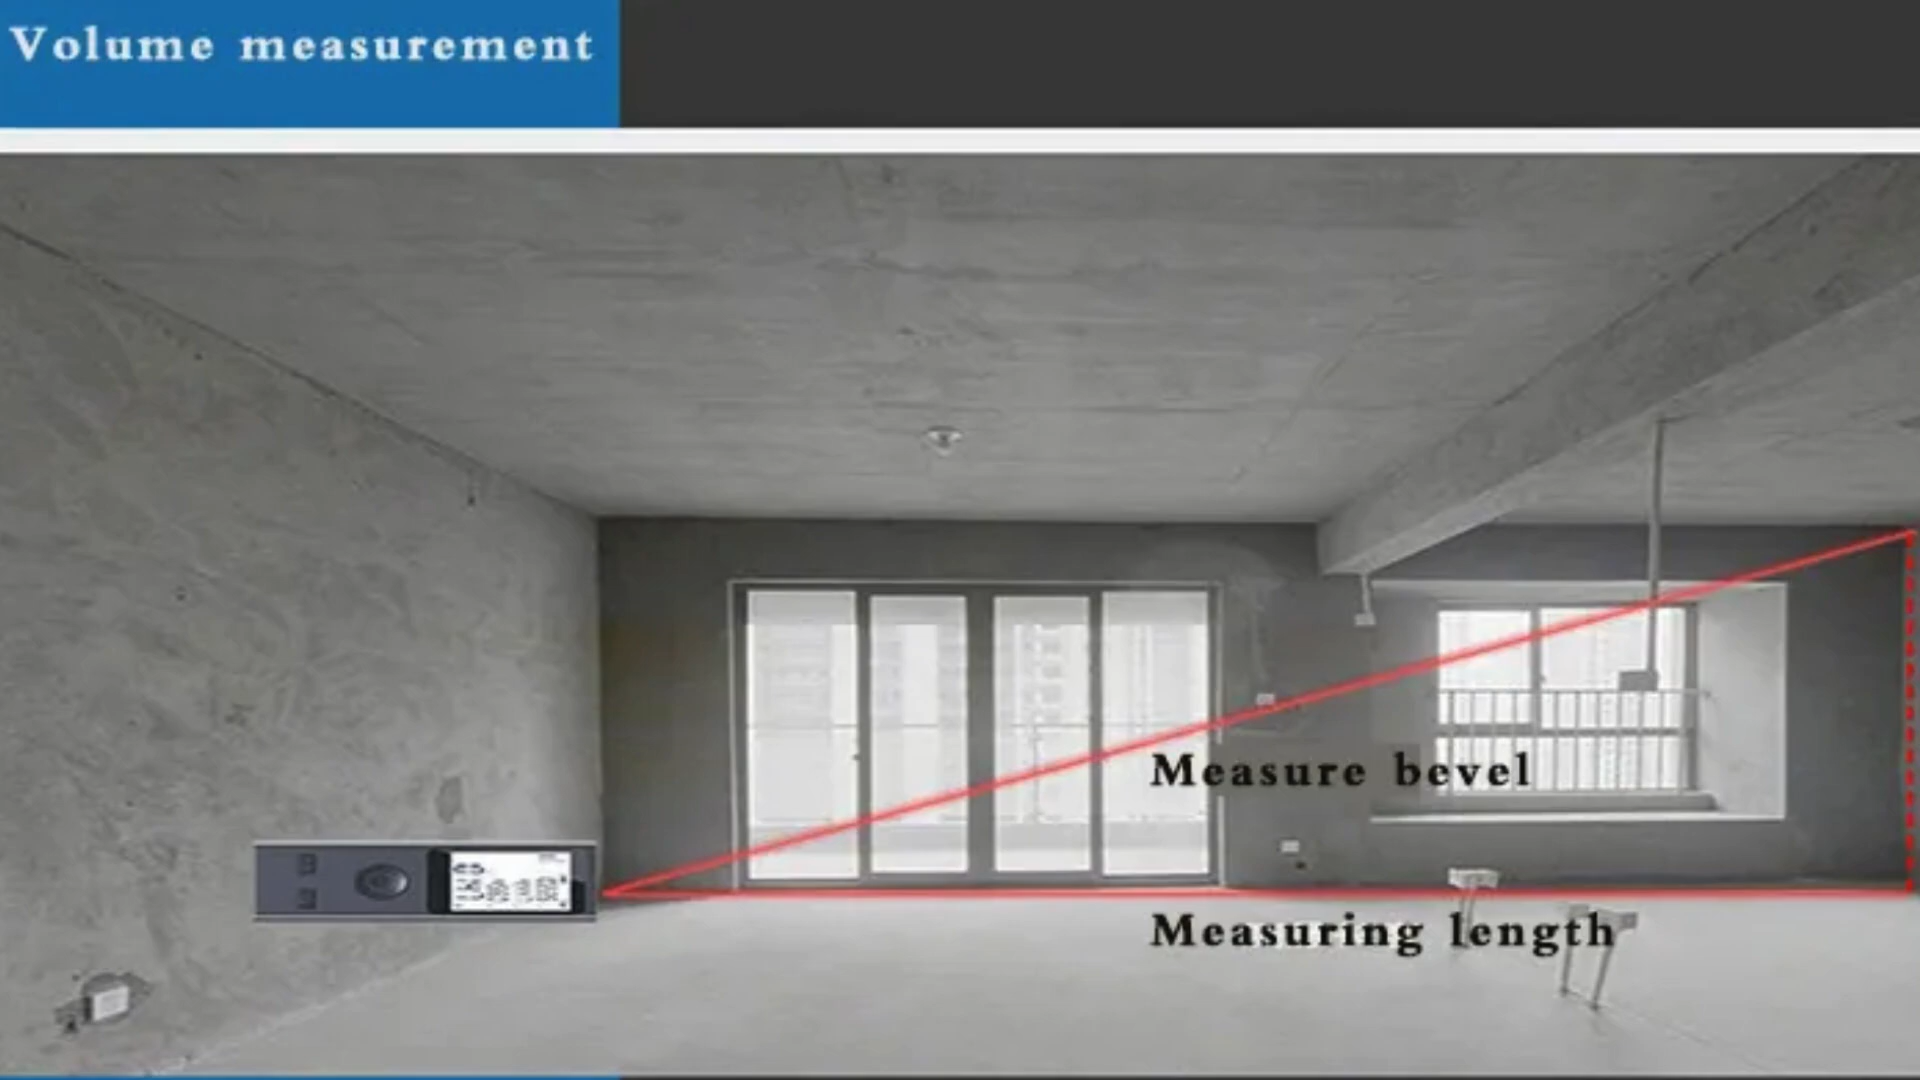 Volume measurement
Measure bevel
Measuring length